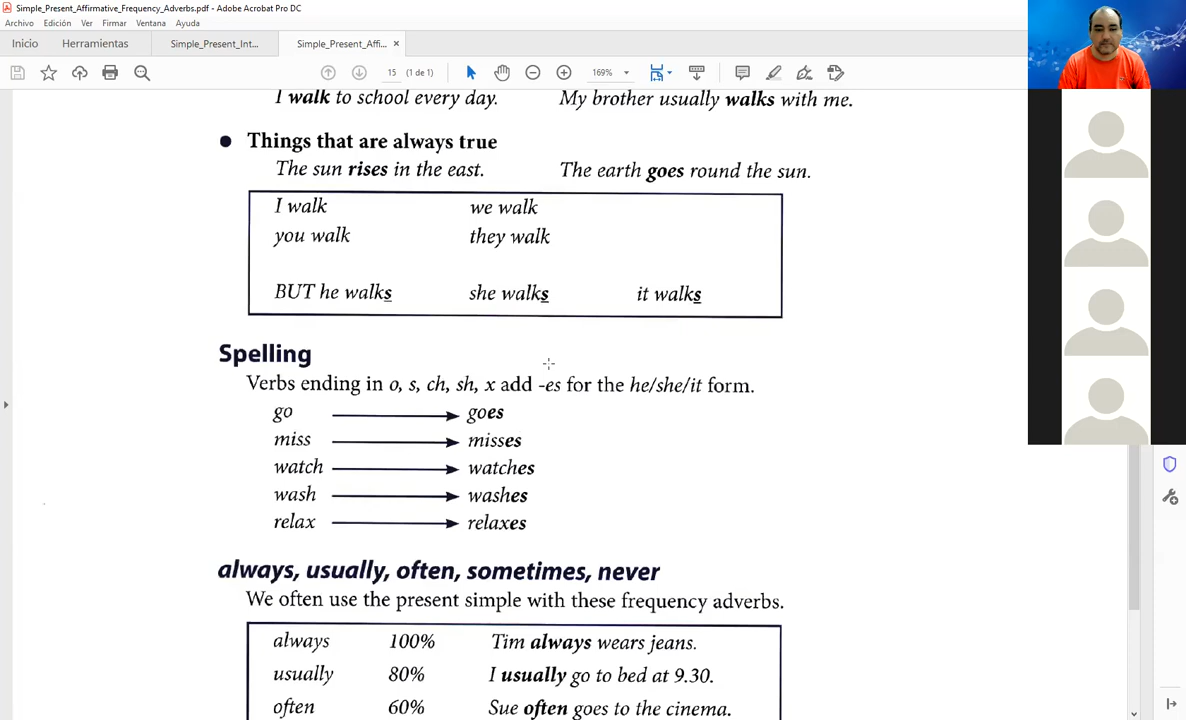 Simple_Present_Affirmative_Frequency_Adverbs.pdf - Adobe Acrobat Pro DC
Archivo Edición Ver Firmar Ventana Ayuda
Inicio Herramientas Simple_Present_Int... Simple_Present_Affi... ×
15 (1 de 1) 169%
I walk to school every day. My brother usually walks with me.
● Things that are always true
The sun rises in the east. The earth goes round the sun.
I walk we walk
you walk they walk
BUT he walks she walks it walks
Spelling
Verbs ending in o, s, ch, sh, x add -es for the he/she/it form.
go goes
miss misses
watch watches
wash washes
relax relaxes
always, usually, often, sometimes, never
We often use the present simple with these frequency adverbs.
always 100% Tim always wears jeans.
usually 80% I usually go to bed at 9.30.
often 60% Sue often goes to the cinema.